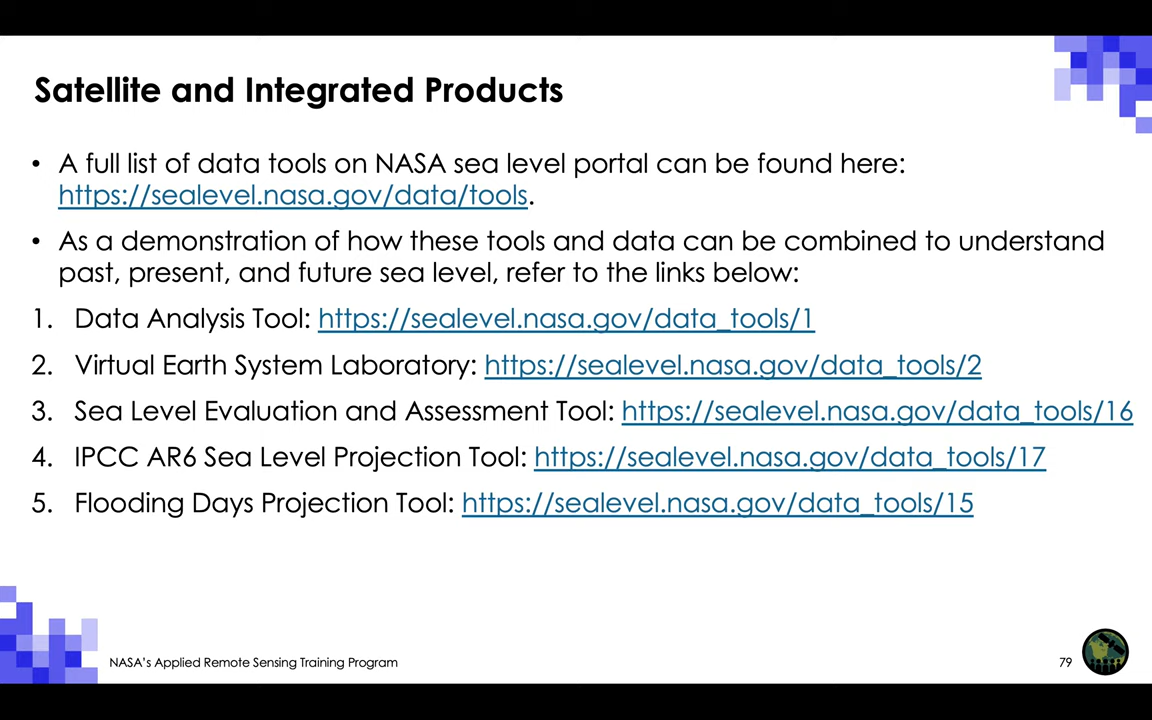 Satellite and Integrated Products
• A full list of data tools on NASA sea level portal can be found here:
https://sealevel.nasa.gov/data/tools.
• As a demonstration of how these tools and data can be combined to understand
past, present, and future sea level, refer to the links below:
1. Data Analysis Tool: https://sealevel.nasa.gov/data_tools/1
2. Virtual Earth System Laboratory: https://sealevel.nasa.gov/data_tools/2
3. Sea Level Evaluation and Assessment Tool: https://sealevel.nasa.gov/data_tools/16
4. IPCC AR6 Sea Level Projection Tool: https://sealevel.nasa.gov/data_tools/17
5. Flooding Days Projection Tool: https://sealevel.nasa.gov/data_tools/15
NASA's Applied Remote Sensing Training Program
79